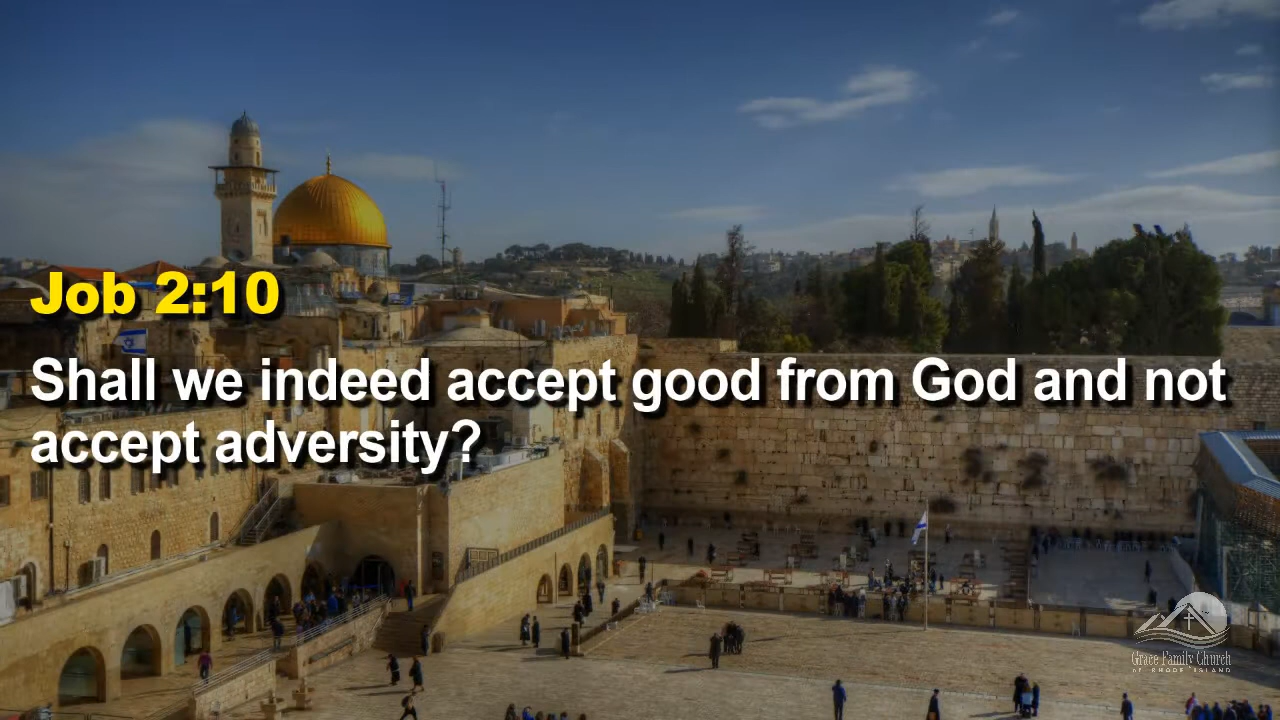 Job 2:10
Shall we indeed accept good from God and not
accept adversity?
Grace Family Church
OF RHODE ISLAND